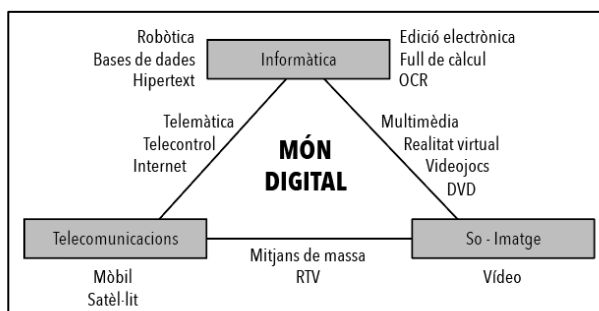 Robòtica
Bases de dades
Hipertext
Informàtica
Edició electrònica
Full de càlcul
OCR
Telemàtica
Telecontrol
Internet
MÓN
DIGITAL
Multimèdia
Realitat virtual
Videojocs
DVD
Telecomunicacions
Mòbil
Satèl·lit
Mitjans de massa
RTV
So - Imatge
Vídeo